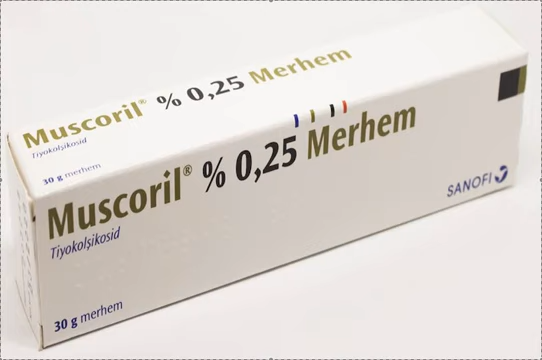 Muscoril® % 0,25 Merhem
Tiyokolşikosid
30 g merhem
Muscoril® % 0,25 Merhem
Tiyokolşikosid
SANOFI
30 g merhem